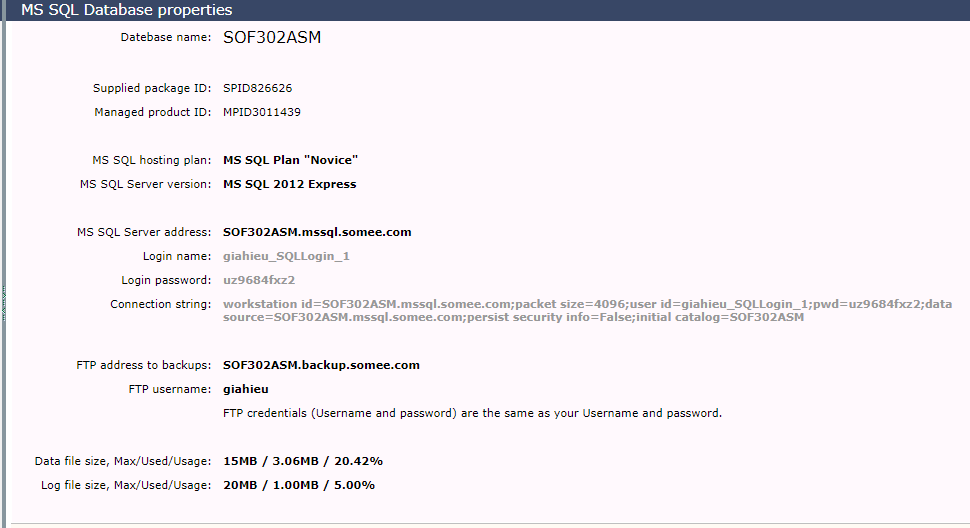 MS SQL Database properties
Datebase name: SOF302ASM
Supplied package ID: SPID826626
Managed product ID: MPID3011439
MS SQL hosting plan: MS SQL Plan "Novice"
MS SQL Server version: MS SQL 2012 Express
MS SQL Server address: SOF302ASM.mssql.somee.com
Login name: giahieu_SQLLogin_1
Login password: uz9684fxz2
Connection string: workstation id=SOF302ASM.mssql.somee.com;packet size=4096;user id=giahieu_SQLLogin_1;pwd=uz9684fxz2;data
source=SOF302ASM.mssql.somee.com;persist security info=False;initial catalog=SOF302ASM
FTP address to backups: SOF302ASM.backup.somee.com
FTP username: giahieu
FTP credentials (Username and password) are the same as your Username and password.
Data file size, Max/Used/Usage: 15MB / 3.06MB / 20.42%
Log file size, Max/Used/Usage: 20MB / 1.00MB / 5.00%